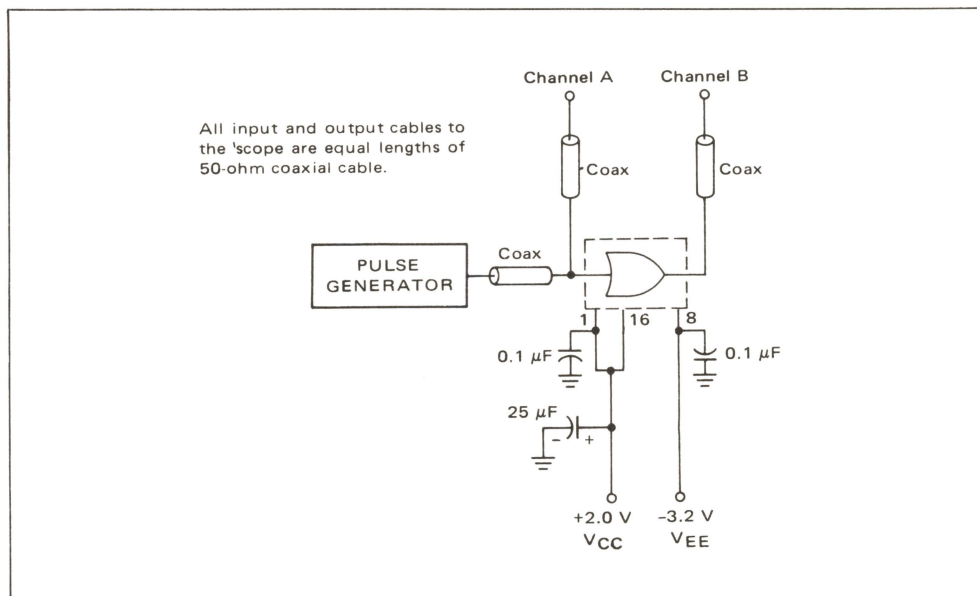 Channel A
Channel B
All input and output cables to
the 'scope are equal lengths of
50-ohm coaxial cable.
Coax
Coax
Coax
PULSE
GENERATOR
1
16
8
0.1 μF
0.1 μF
25 μF
- +
+2.0 V
VCC
-3.2 V
VEE